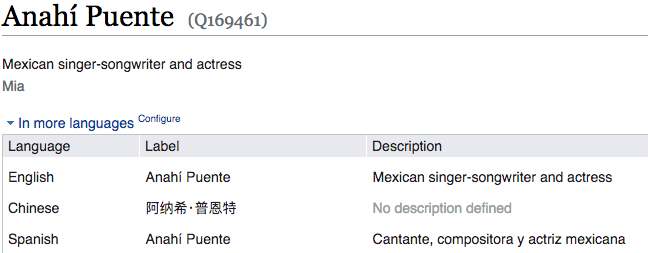 Anahí Puente (Q169461)
Mexican singer-songwriter and actress
Mia
In more languages Configure
Language Label Description
English Anahí Puente Mexican singer-songwriter and actress
Chinese 阿纳希·普恩特 No description defined
Spanish Anahí Puente Cantante, compositora y actriz mexicana